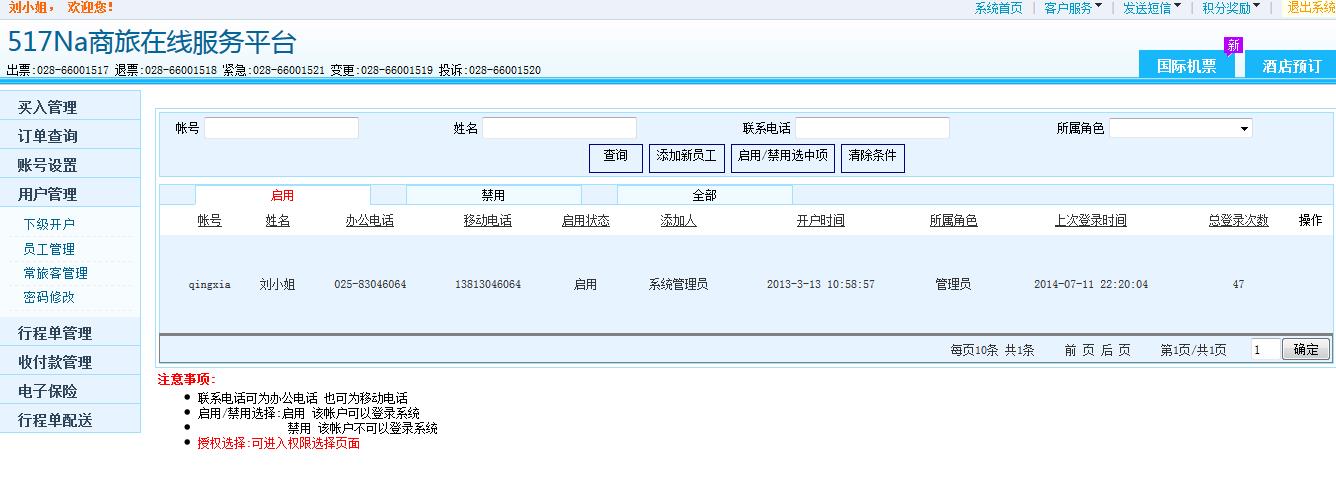 刘小姐， 欢迎您！ 系统首页 | 客户服务 | 发送短信 | 积分奖励 | 退出系统
517Na商旅在线服务平台
新
国际机票 酒店预订
出票:028-66001517 退票:028-66001518 紧急:028-66001521 变更:028-66001519 投诉:028-66001520
买入管理
订单查询
账号设置
用户管理
下级开户
员工管理
常旅客管理
密码修改
行程单管理
收付款管理
电子保险
行程单配送
帐号 姓名 联系电话 所属角色
查询 添加新员工 启用/禁用选中项 清除条件
启用 禁用 全部
帐号 姓名 办公电话 移动电话 启用状态 添加人 开户时间 所属角色 上次登录时间 总登录次数 操作
qingxia 刘小姐 025-83046064 13813046064 启用 系统管理员 2013-3-13 10:58:57 管理员 2014-07-11 22:20:04 47
每页10条 共1条 前 页 后 页 第1页/共1页 1 确定
注意事项:
● 联系电话可为办公电话 也可为移动电话
● 启用/禁用选择:启用 该帐户可以登录系统
● 禁用 该帐户不可以登录系统
● 授权选择:可进入权限选择页面